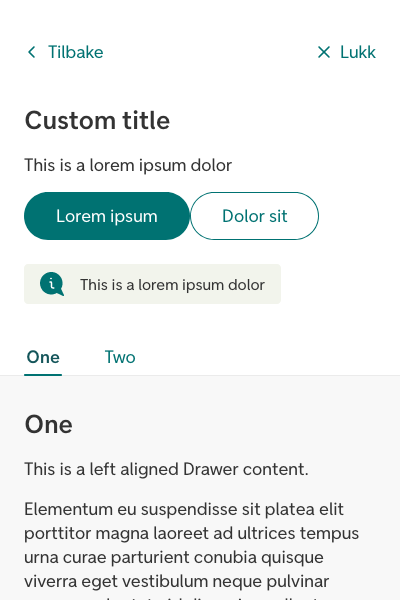 Tilbake
Lukk
Custom title
This is a lorem ipsum dolor
Lorem ipsum
Dolor sit
This is a lorem ipsum dolor
One
Two
One
This is a left aligned Drawer content.
Elementum eu suspendisse sit platea elit
porttitor magna laoreet ad ultrices tempus
urna curae parturient conubia quisque
viverra eget vestibulum neque pulvinar